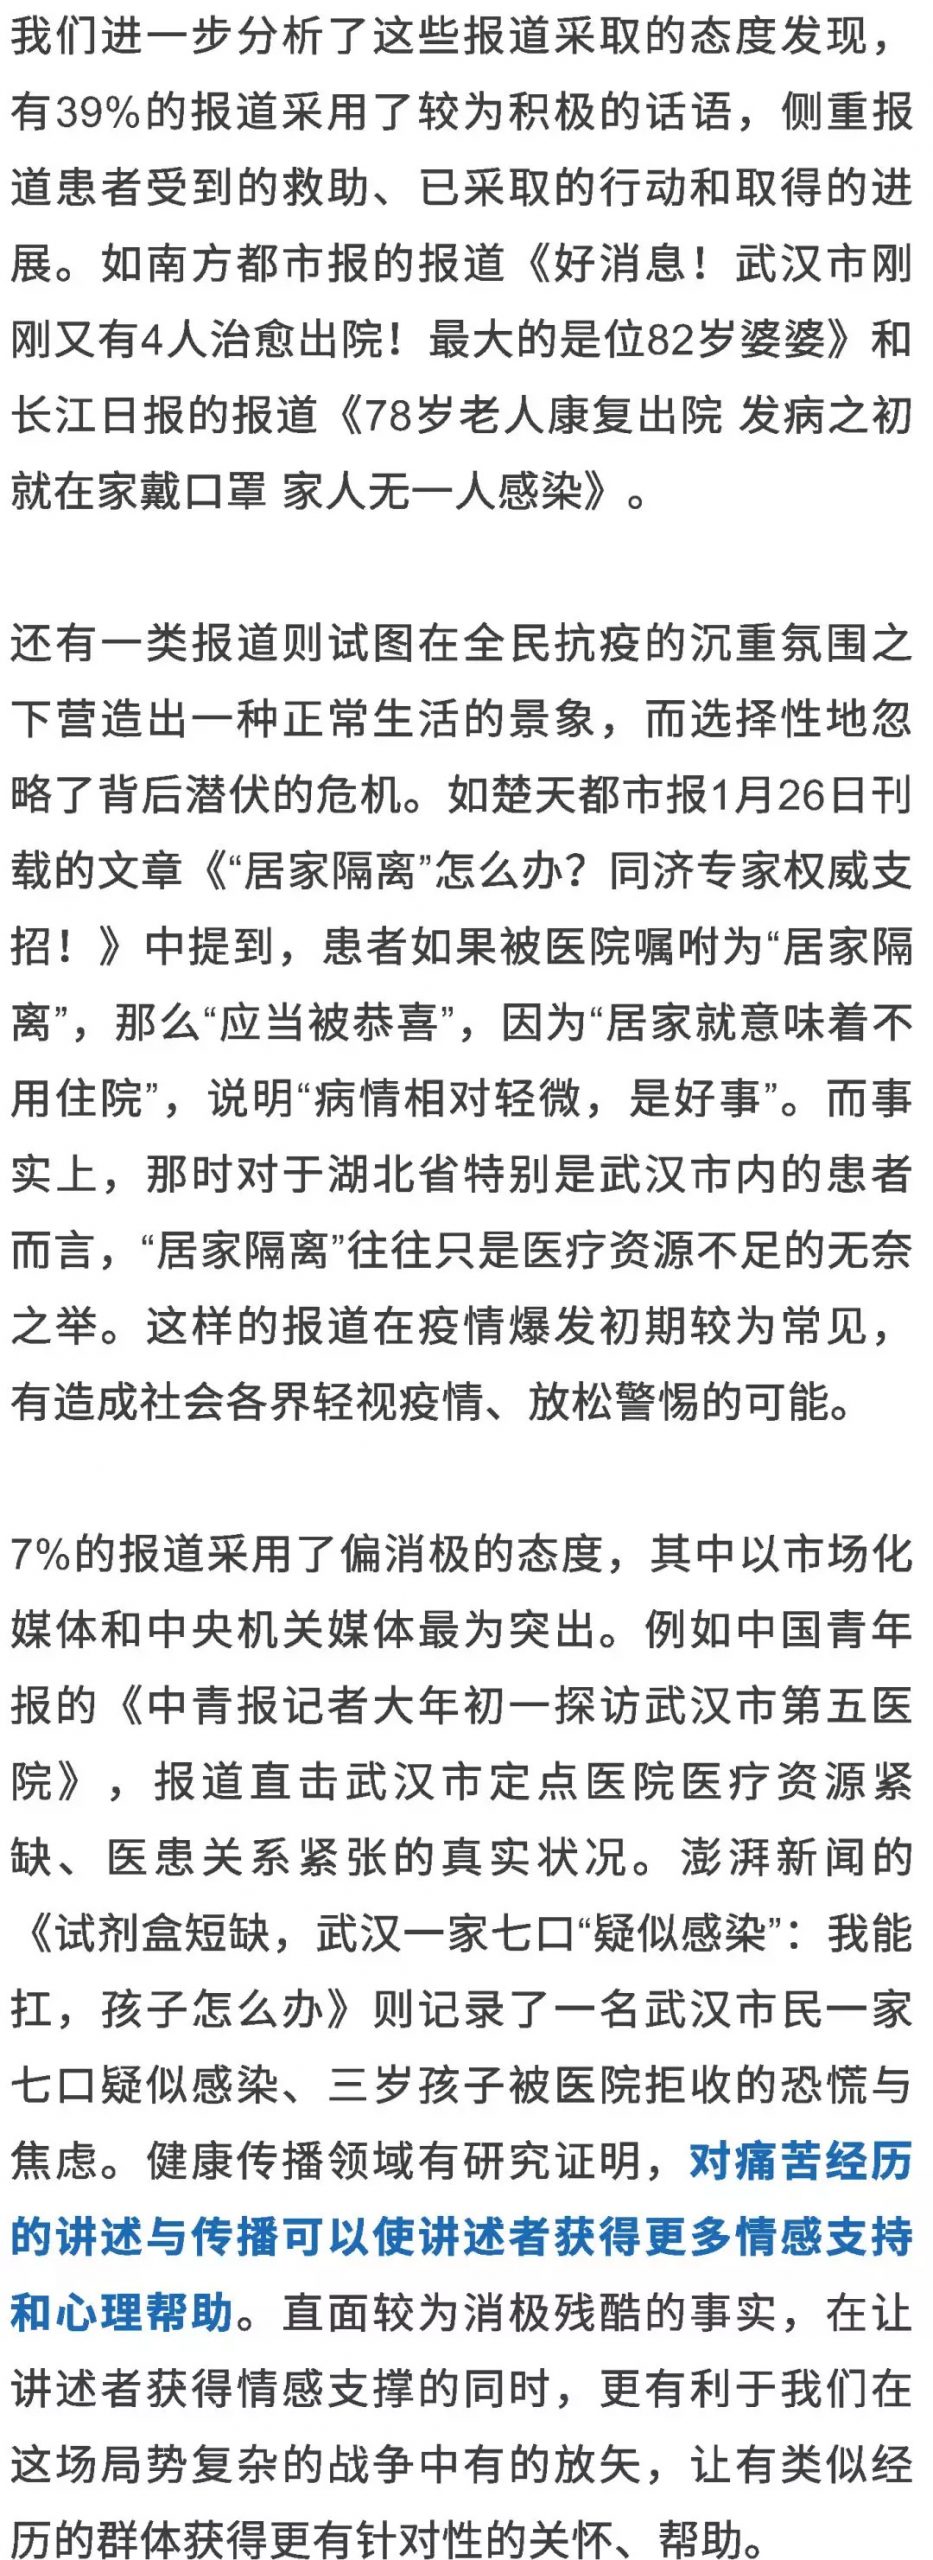 我们进一步分析了这些报道采取的态度发现，
有39%的报道采用了较为积极的话语，侧重报
道患者受到的救助、已采取的行动和取得的进
展。如南方都市报的报道《好消息！武汉市刚
刚又有4人治愈出院！最大的是位82岁婆婆》和
长江日报的报道《78岁老人康复出院 发病之初
就在家戴口罩 家人无一人感染》。
还有一类报道则试图在全民抗疫的沉重氛围之
下营造出一种正常生活的景象，而选择性地忽
略了背后潜伏的危机。如楚天都市报1月26日刊
载的文章《“居家隔离”怎么办？同济专家权威支
招！》中提到，患者如果被医院嘱咐为“居家隔
离”，那么“应当被恭喜”，因为“居家就意味着不
用住院”，说明“病情相对轻微，是好事”。而事
实上，那时对于湖北省特别是武汉市内的患者
而言，“居家隔离”往往只是医疗资源不足的无奈
之举。这样的报道在疫情爆发初期较为常见，
有造成社会各界轻视疫情、放松警惕的可能。
7%的报道采用了偏消极的态度，其中以市场化
媒体和中央机关媒体最为突出。例如中国青年
报的《中青报记者大年初一探访武汉市第五医
院》，报道直击武汉市定点医院医疗资源紧
缺、医患关系紧张的真实状况。澎湃新闻的
《试剂盒短缺，武汉一家七口“疑似感染”：我能
扛，孩子怎么办》则记录了一名武汉市民一家
七口疑似感染、三岁孩子被医院拒收的恐慌与
焦虑。健康传播领域有研究证明，对痛苦经历
的讲述与传播可以使讲述者获得更多情感支持
和心理帮助。直面较为消极残酷的事实，在让
讲述者获得情感支撑的同时，更有利于我们在
这场局势复杂的战争中有的放矢，让有类似经
历的群体获得更有针对性的关怀、帮助。